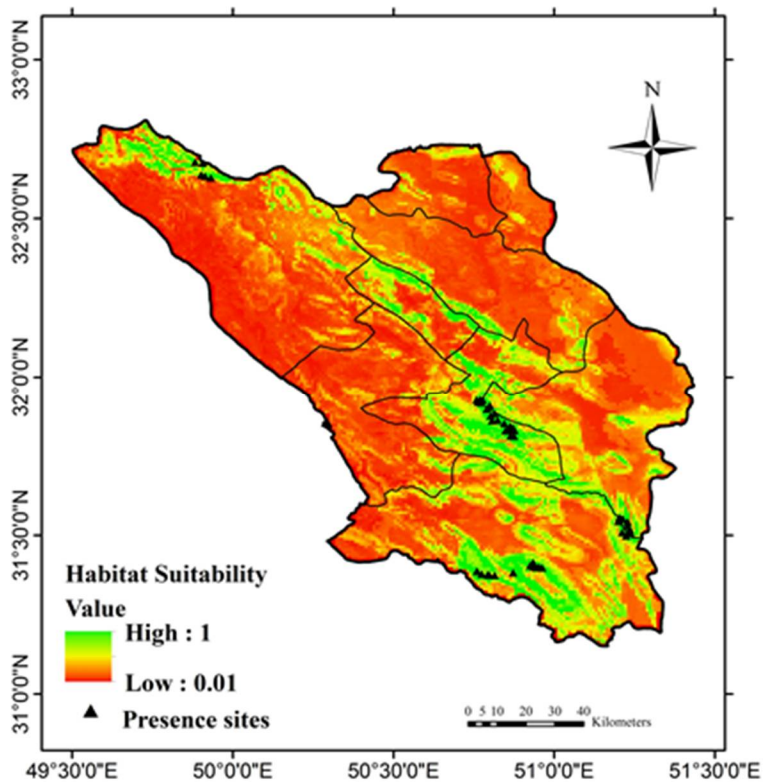 N
33°0'0"N
32°30'0"N
32°0'0"N
31°30'0"N
31°0'0"N
Habitat Suitability
Value
High : 1
Low : 0.01
Presence sites
0 5 10 20 30 40
Kilometers
49°30'0"E 50°0'0"E 50°30'0"E 51°0'0"E 51°30'0"E